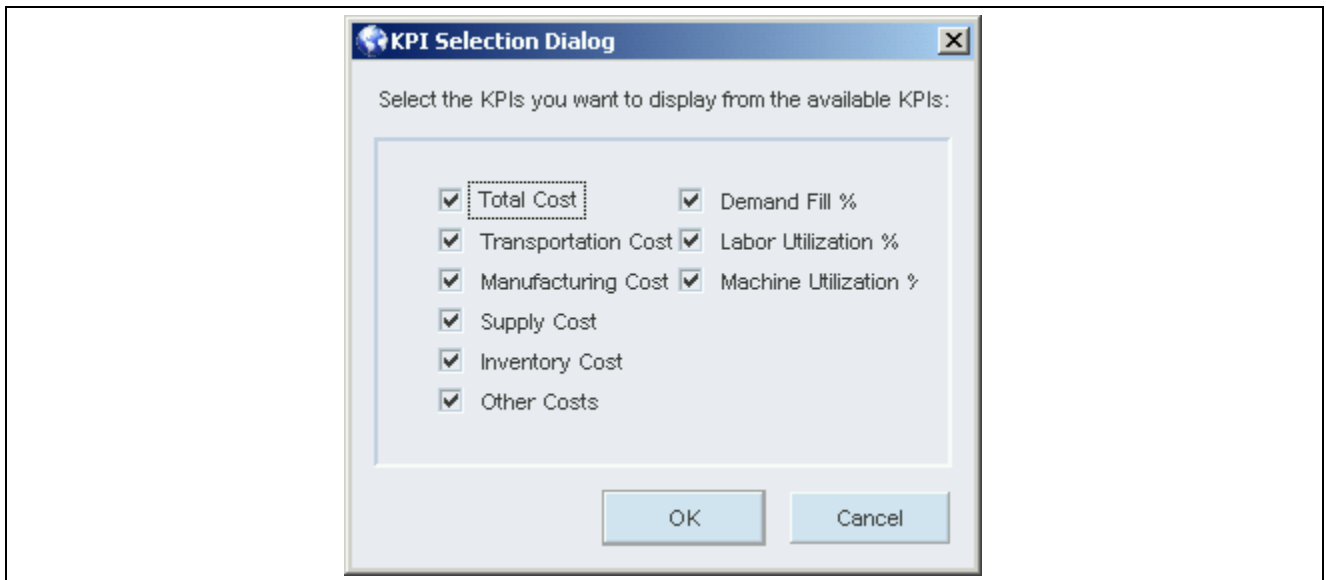 KPI Selection Dialog
Select the KPIs you want to display from the available KPIs:
Total Cost
Demand Fill %
Transportation Cost
Labor Utilization %
Manufacturing Cost
Machine Utilization
Supply Cost
Inventory Cost
Other Costs
OK
Cancel